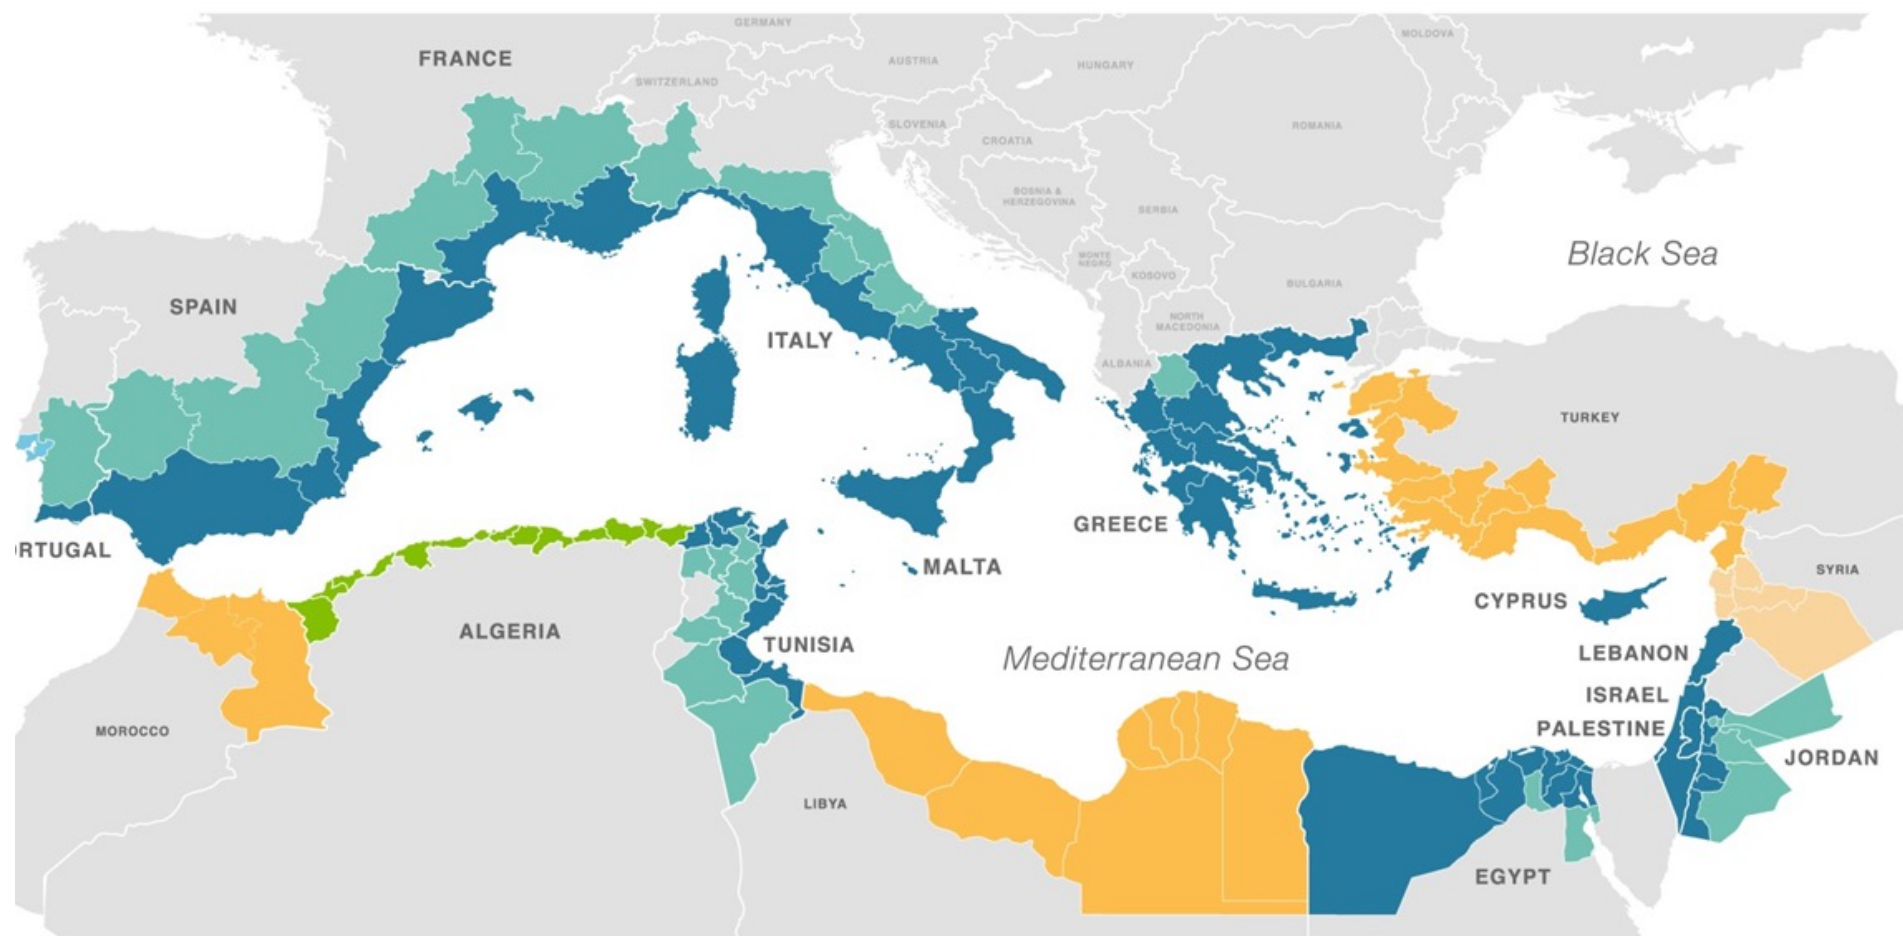 GERMANY
MOLDOVA
FRANCE
AUSTRIA
HUNGARY
SWITZERLAND
SLOVENIA
ROMANIA
CROATIA
BOSNIA &
HERZEGOVINA
SERBIA
Black Sea
MONTE
NEGRO
KOSOVO
BULGARIA
SPAIN
NORTH
MACEDONIA
ITALY
ALBANIA
TURKEY
GREECE
RTUGAL
MALTA
SYRIA
CYPRUS
ALGERIA
TUNISIA
Mediterranean Sea
LEBANON
ISRAEL
PALESTINE
MOROCCO
JORDAN
LIBYA
EGYPT